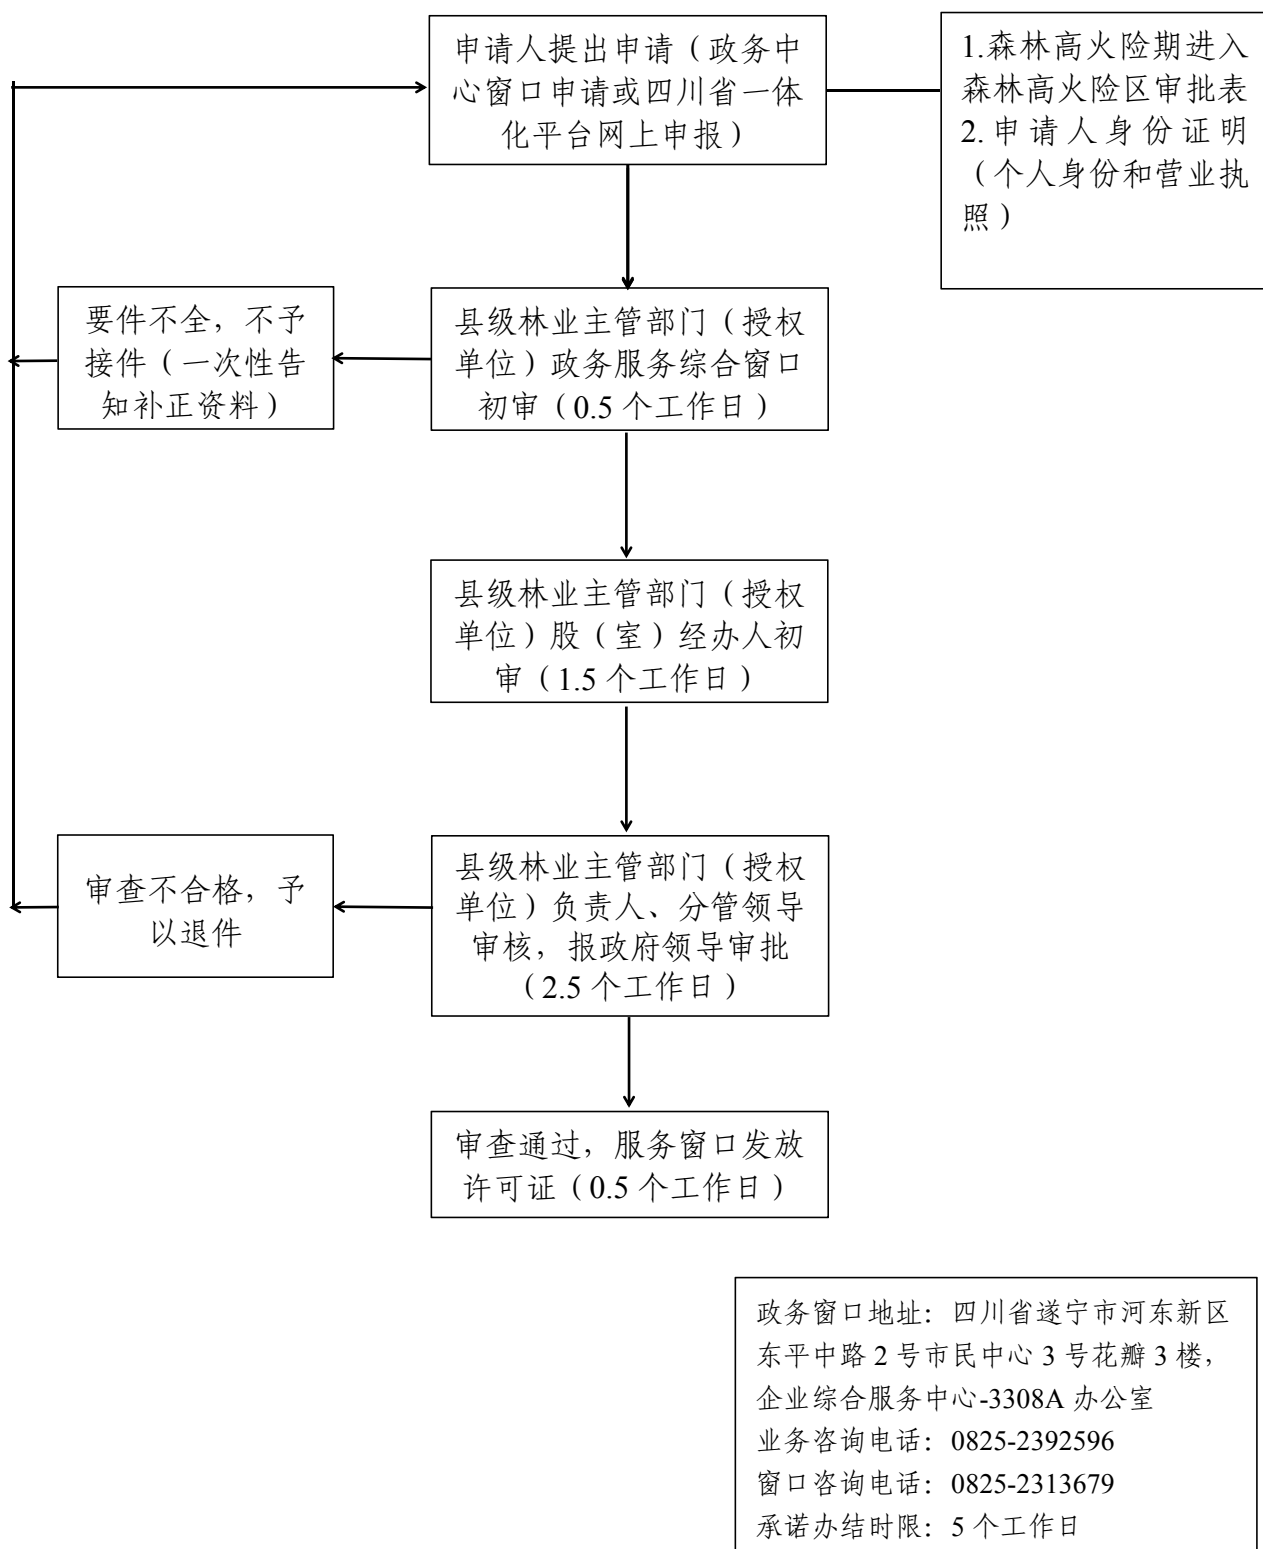 申请人提出申请（政务中
心窗口申请或四川省一体
化平台网上申报）
1.森林高火险期进入
森林高火险区审批表
2.申请人身份证明
（个人身份和营业执
照）
要件不全，不予
接件（一次性告
知补正资料）
县级林业主管部门（授权
单位）政务服务综合窗口
初审（0.5 个工作日）
县级林业主管部门（授权
单位）股（室）经办人初
审（1.5 个工作日）
审查不合格，予
以退件
县级林业主管部门（授权
单位）负责人、分管领导
审核，报政府领导审批
（2.5 个工作日）
审查通过，服务窗口发放
许可证（0.5 个工作日）
政务窗口地址：四川省遂宁市河东新区
东平中路 2 号市民中心 3 号花瓣 3 楼，
企业综合服务中心-3308A 办公室
业务咨询电话：0825-2392596
窗口咨询电话：0825-2313679
承诺办结时限：5 个工作日